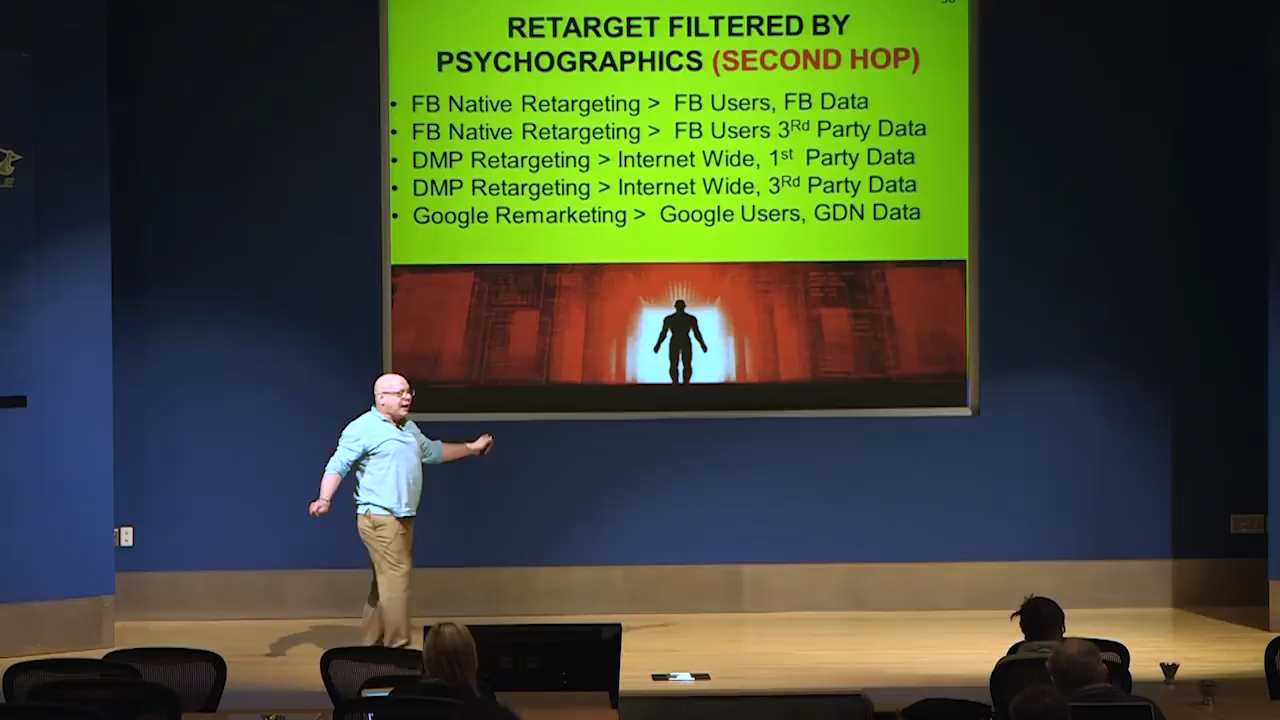 RETARGET FILTERED BY
PSYCHOGRAPHICS (SECOND HOP)
• FB Native Retargeting > FB Users, FB Data
• FB Native Retargeting > FB Users 3Rd Party Data
• DMP Retargeting > Internet Wide, 1st Party Data
• DMP Retargeting > Internet Wide, 3Rd Party Data
• Google Remarketing > Google Users, GDN Data